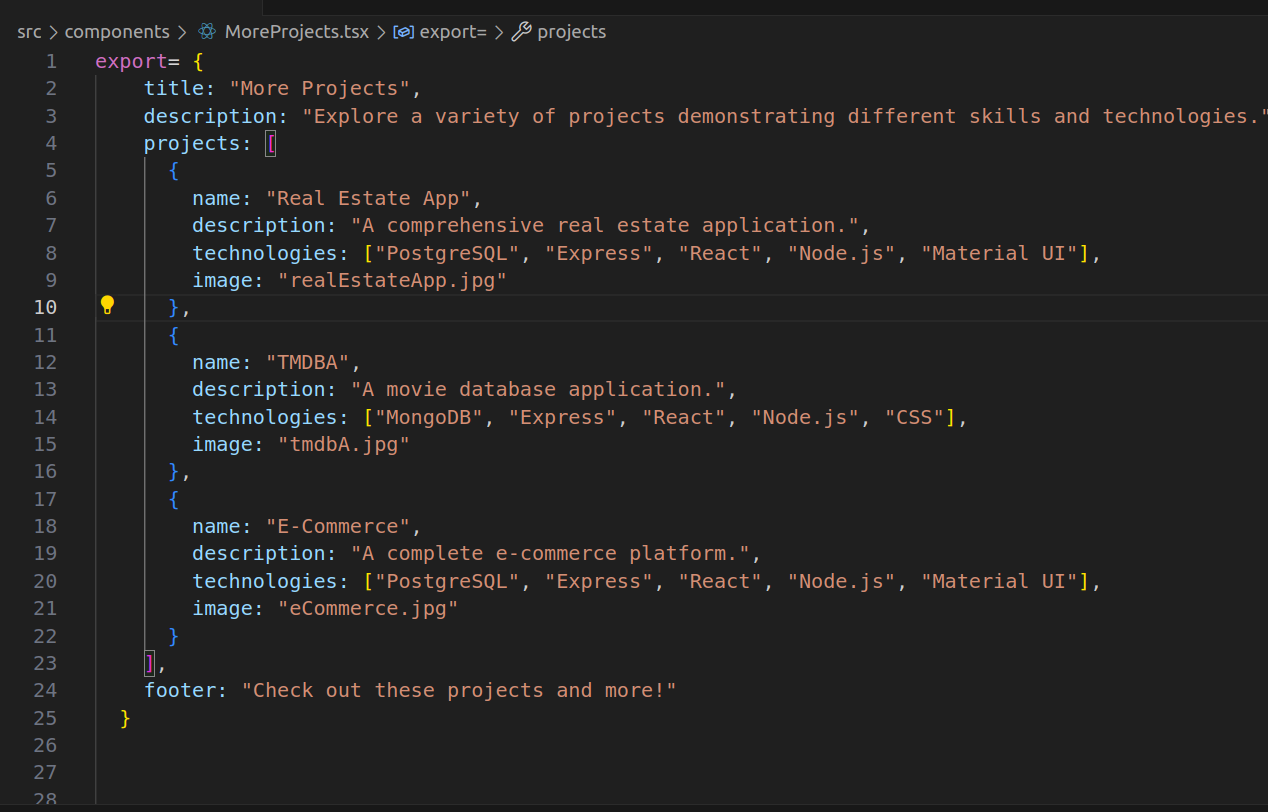 src > components > MoreProjects.tsx > export= > projects
1 export= {
2 title: "More Projects",
3 description: "Explore a variety of projects demonstrating different skills and technologies."
4 projects: [
5 {
6 name: "Real Estate App",
7 description: "A comprehensive real estate application.",
8 technologies: ["PostgreSQL", "Express", "React", "Node.js", "Material UI"],
9 image: "realEstateApp.jpg"
10 },
11 {
12 name: "TMDBA",
13 description: "A movie database application.",
14 technologies: ["MongoDB", "Express", "React", "Node.js", "CSS"],
15 image: "tmdbA.jpg"
16 },
17 {
18 name: "E-Commerce",
19 description: "A complete e-commerce platform.",
20 technologies: ["PostgreSQL", "Express", "React", "Node.js", "Material UI"],
21 image: "eCommerce.jpg"
22 }
23 ],
24 footer: "Check out these projects and more!"
25 }
26
27
28